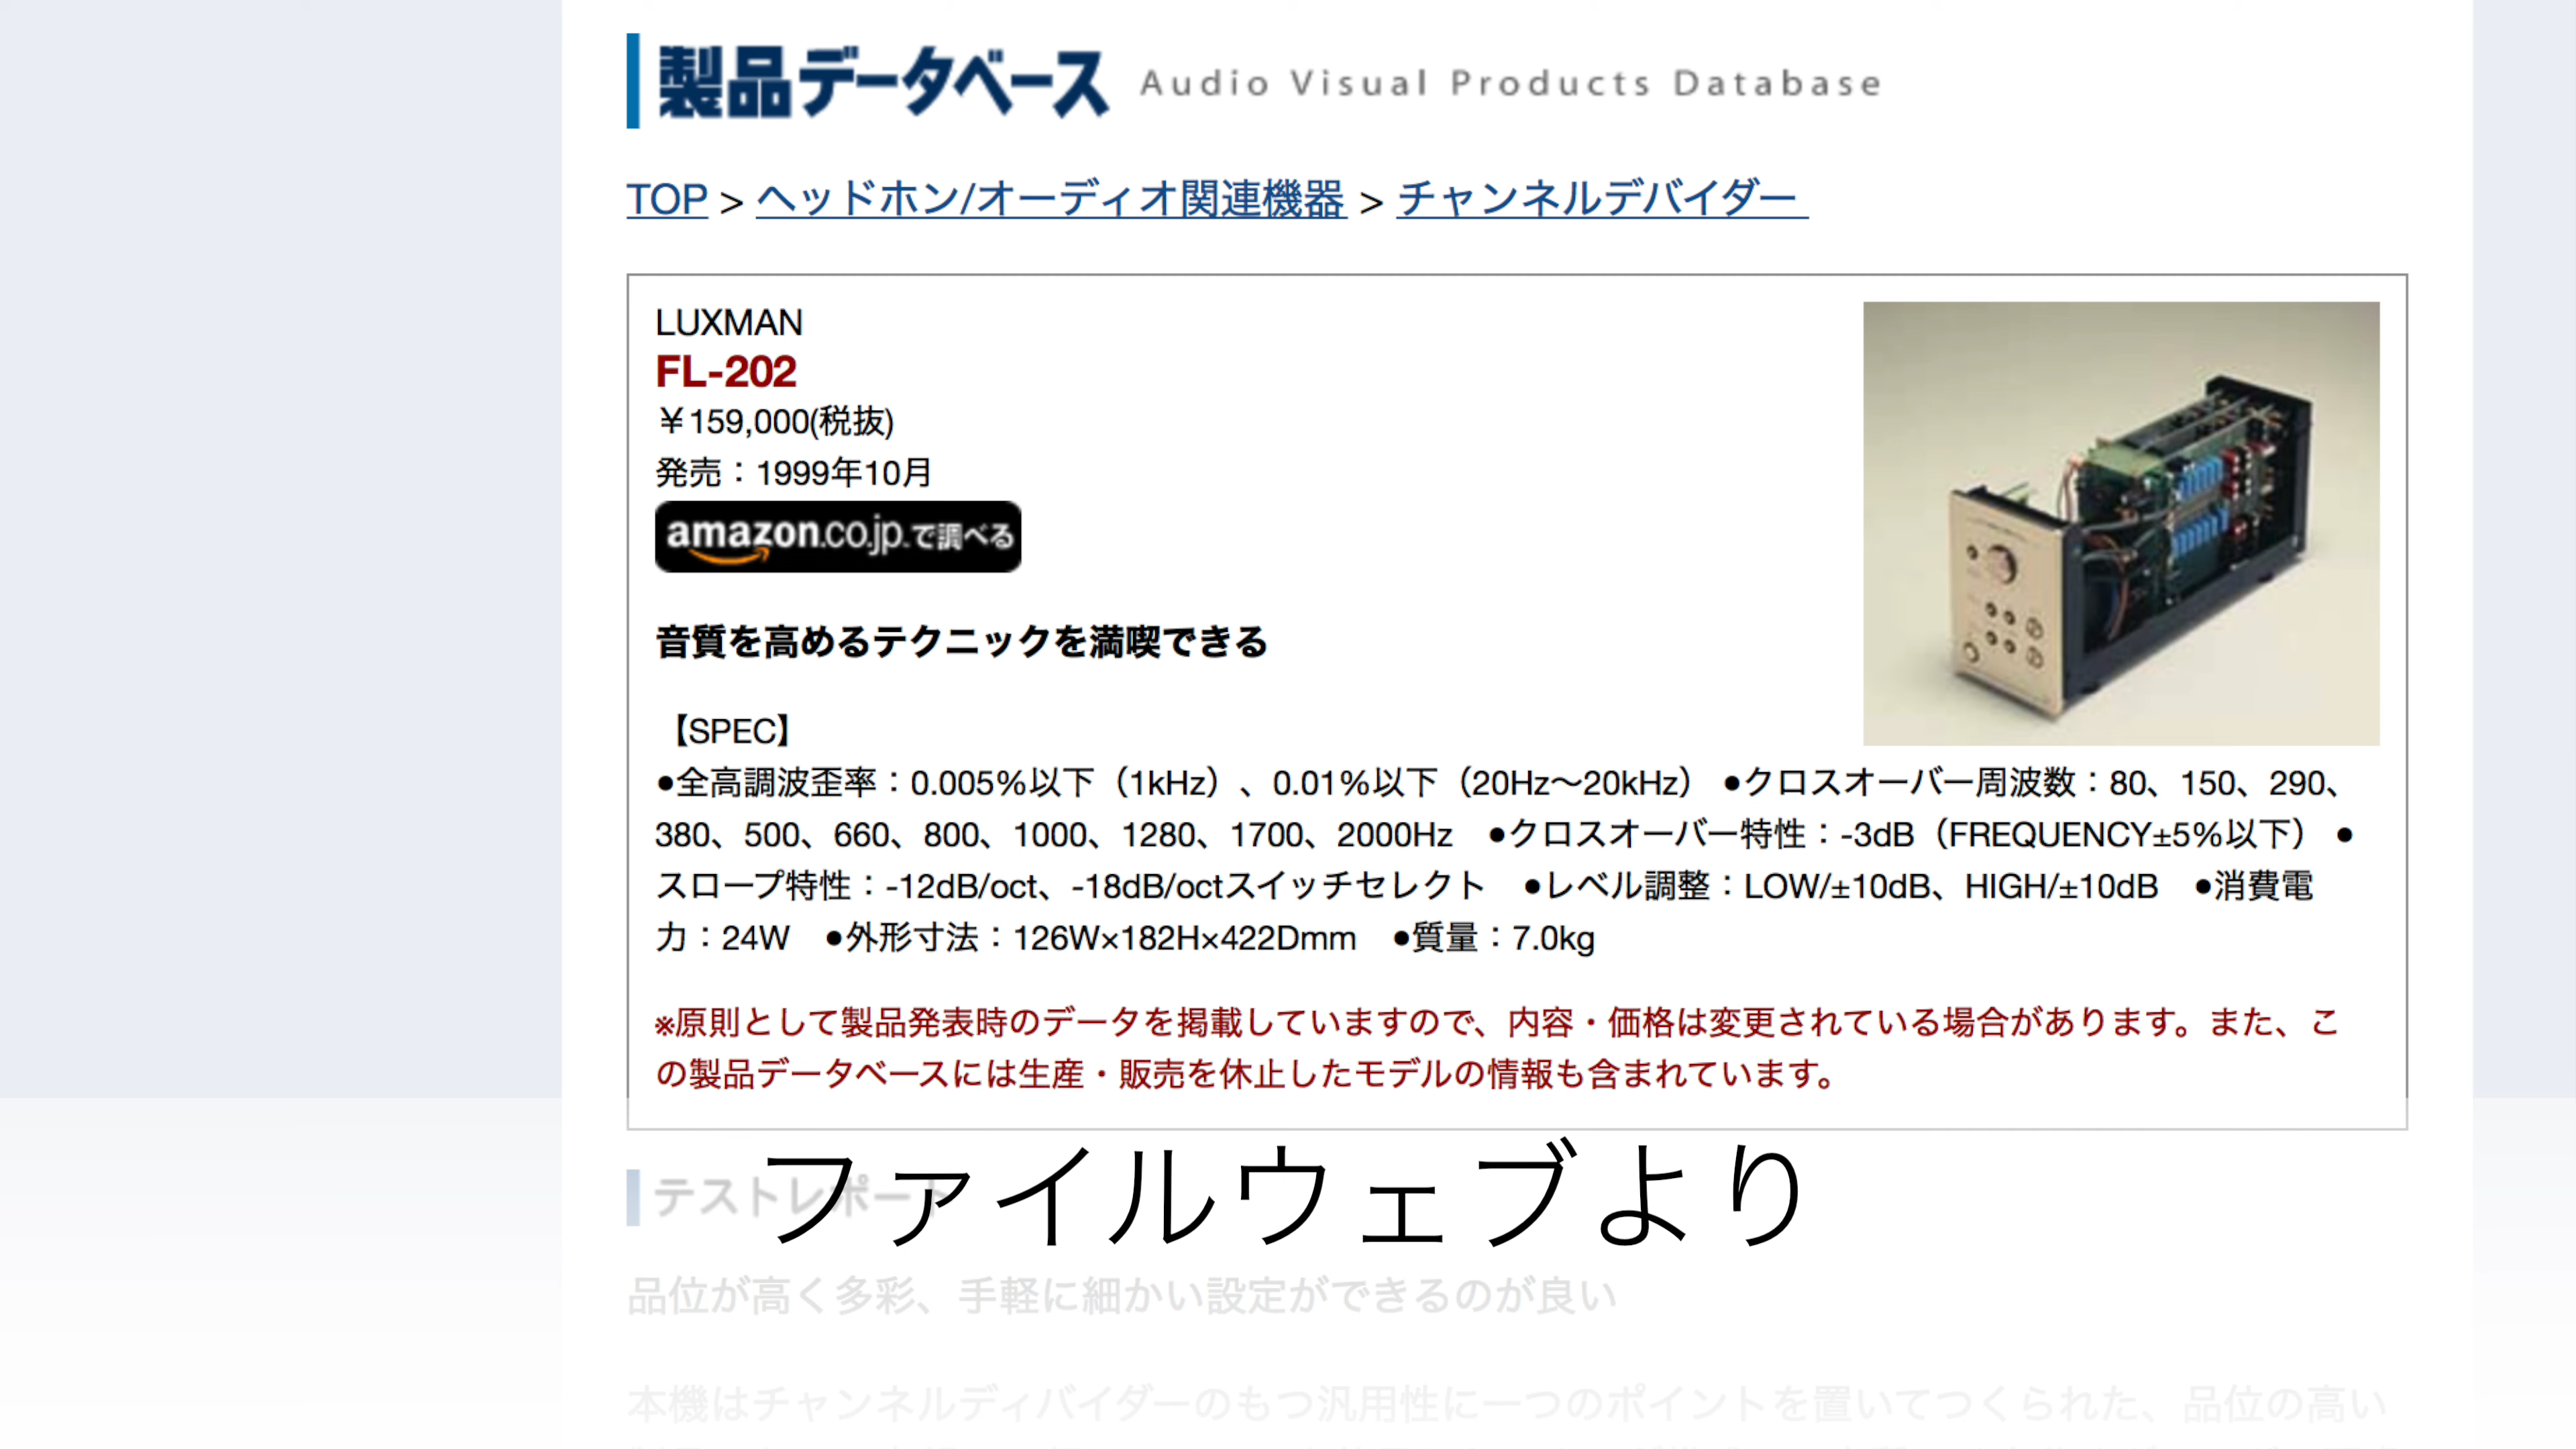 製品データベース Audio Visual Products Database
TOP > ヘッドホン/オーディオ関連機器 > チャンネルデバイダー
LUXMAN
FL-202
￥159,000(税抜)
発売：1999年10月
amazon.co.jp.で調べる
音質を高めるテクニックを満喫できる
【SPEC】
●全高調波歪率：0.005%以下（1kHz）、0.01%以下（20Hz〜20kHz） ●クロスオーバー周波数：80、150、290、
380、500、660、800、1000、1280、1700、2000Hz　●クロスオーバー特性：-3dB（FREQUENCY±5%以下） ●
スロープ特性：-12dB/oct、-18dB/octスイッチセレクト　●レベル調整：LOW/±10dB、HIGH/±10dB　●消費電
力：24W　●外形寸法：126W×182H×422Dmm　●質量：7.0kg
※原則として製品発表時のデータを掲載していますので、内容・価格は変更されている場合があります。また、こ
の製品データベースには生産・販売を休止したモデルの情報も含まれています。
テストレポート
ファイルウェブより
品位が高く多彩、手軽に細かい設定ができるのが良い
本機はチャンネルディバイダーのもつ汎用性に一つのポイントを置いてつくられた、品位の高い